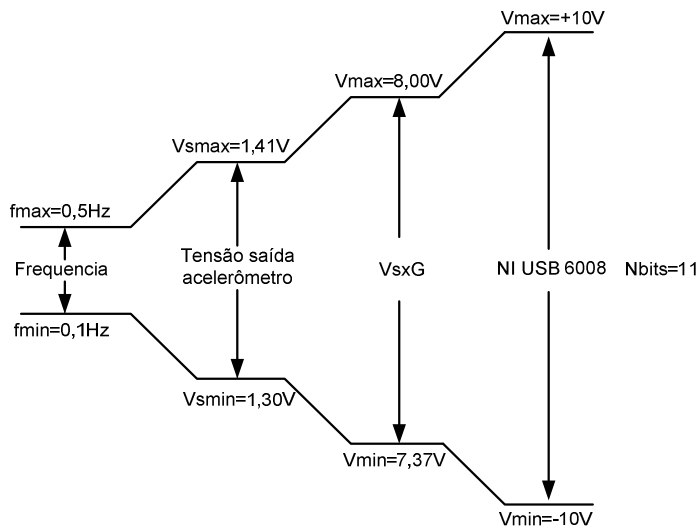 Vmax=+10V
Vmax=8,00V
Vsmax=1,41V
fmax=0,5Hz
Frequencia
Tensão saída
acelerômetro
VsxG
NI USB 6008
Nbits=11
fmin=0,1Hz
Vsmin=1,30V
Vmin=7,37V
Vmin=-10V